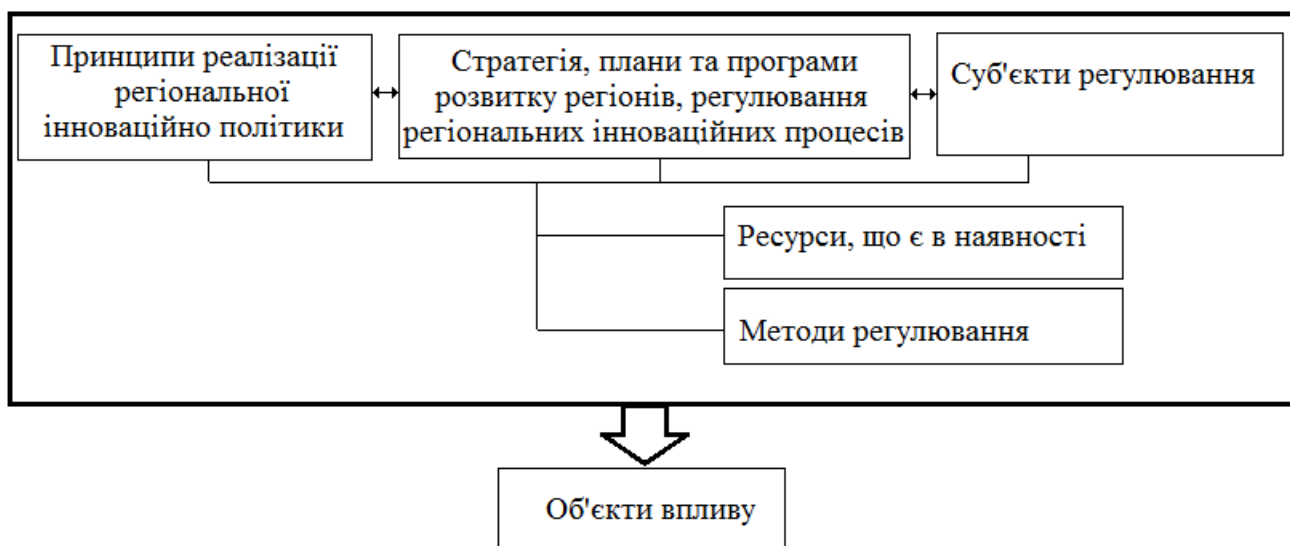 Принципи реалізації
регіональної
інноваційно політики
Стратегія, плани та програми
розвитку регіонів, регулювання
регіональних інноваційних процесів
Суб'єкти регулювання
Ресурси, що є в наявності
Методи регулювання
Об'єкти впливу